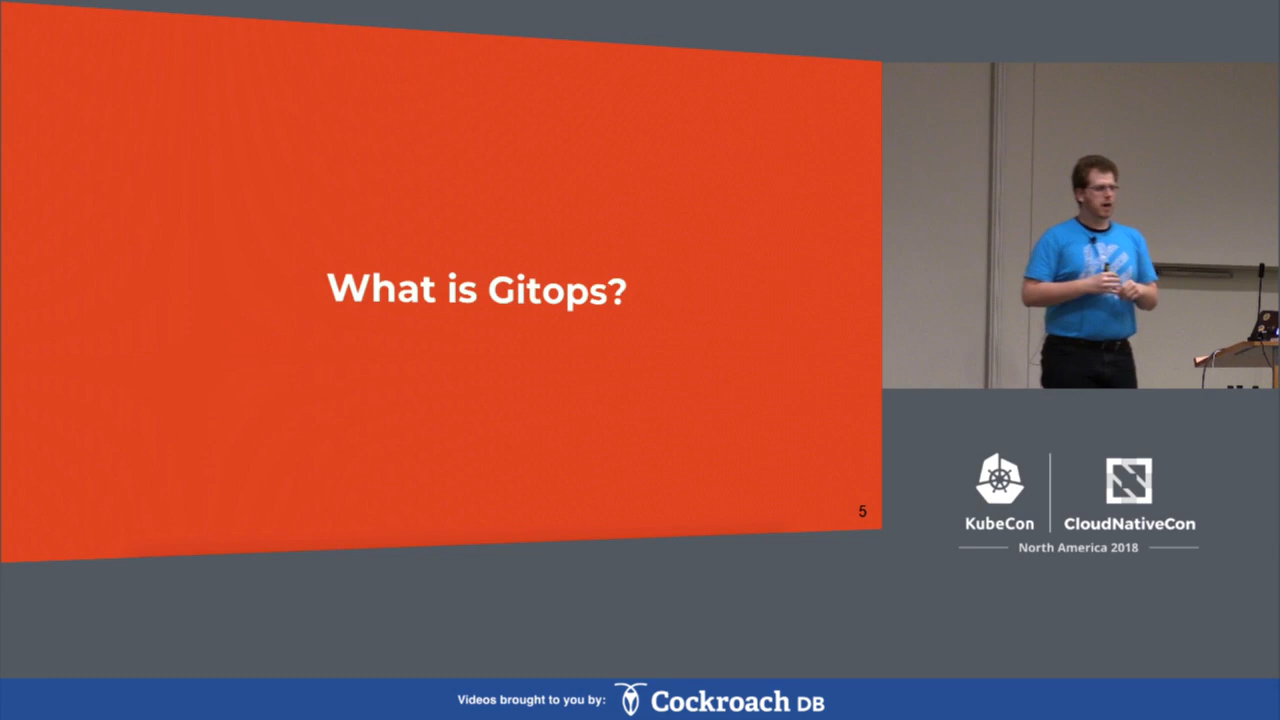 What is Gitops?
5
KubeCon
CloudNativeCon
North America 2018
Videos brought to you by: Cockroach DB